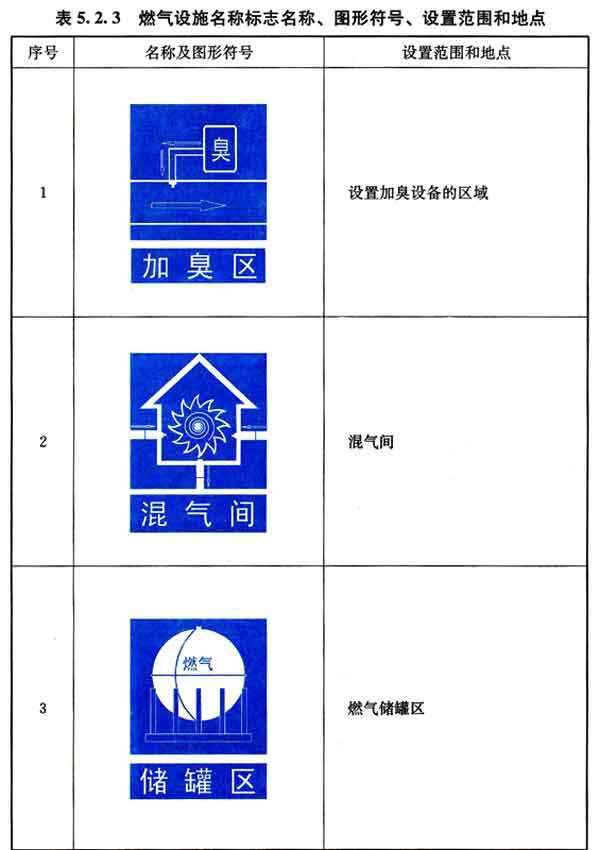 表5.2.3 燃气设施名称标志名称、图形符号、设置范围和地点
序号 名称及图形符号 设置范围和地点
臭
1 设置加臭设备的区域
加臭区
2 混气间
混气间
燃气
3 燃气储罐区
储罐区